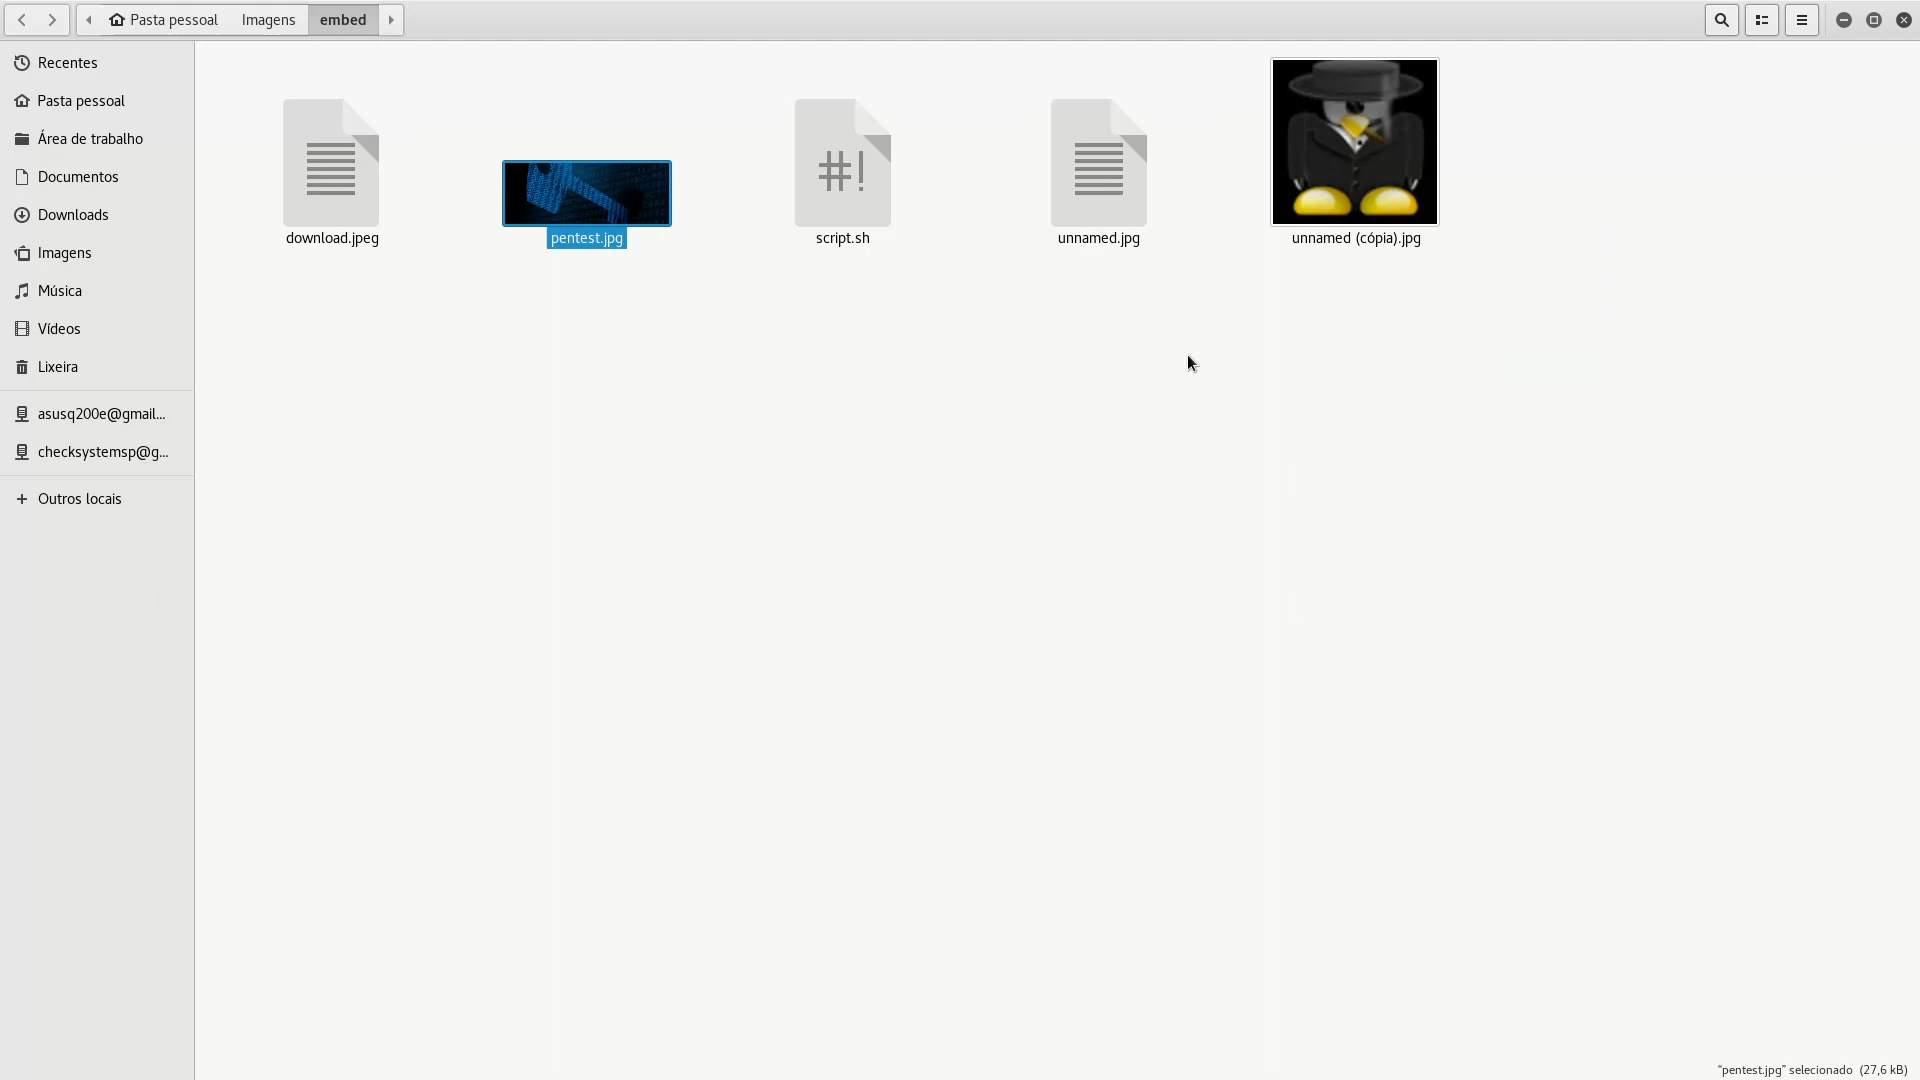 Pasta pessoal
Imagens
embed
Recentes
Pasta pessoal
Área de trabalho
Documentos
Downloads
Imagens
Música
Vídeos
Lixeira
asusq200e@gmail...
checksystemsp@g...
Outros locais
download.jpeg
pentest.jpg
#!
script.sh
unnamed.jpg
unnamed (cópia).jpg
"pentest.jpg" selecionado (27,6 kB)